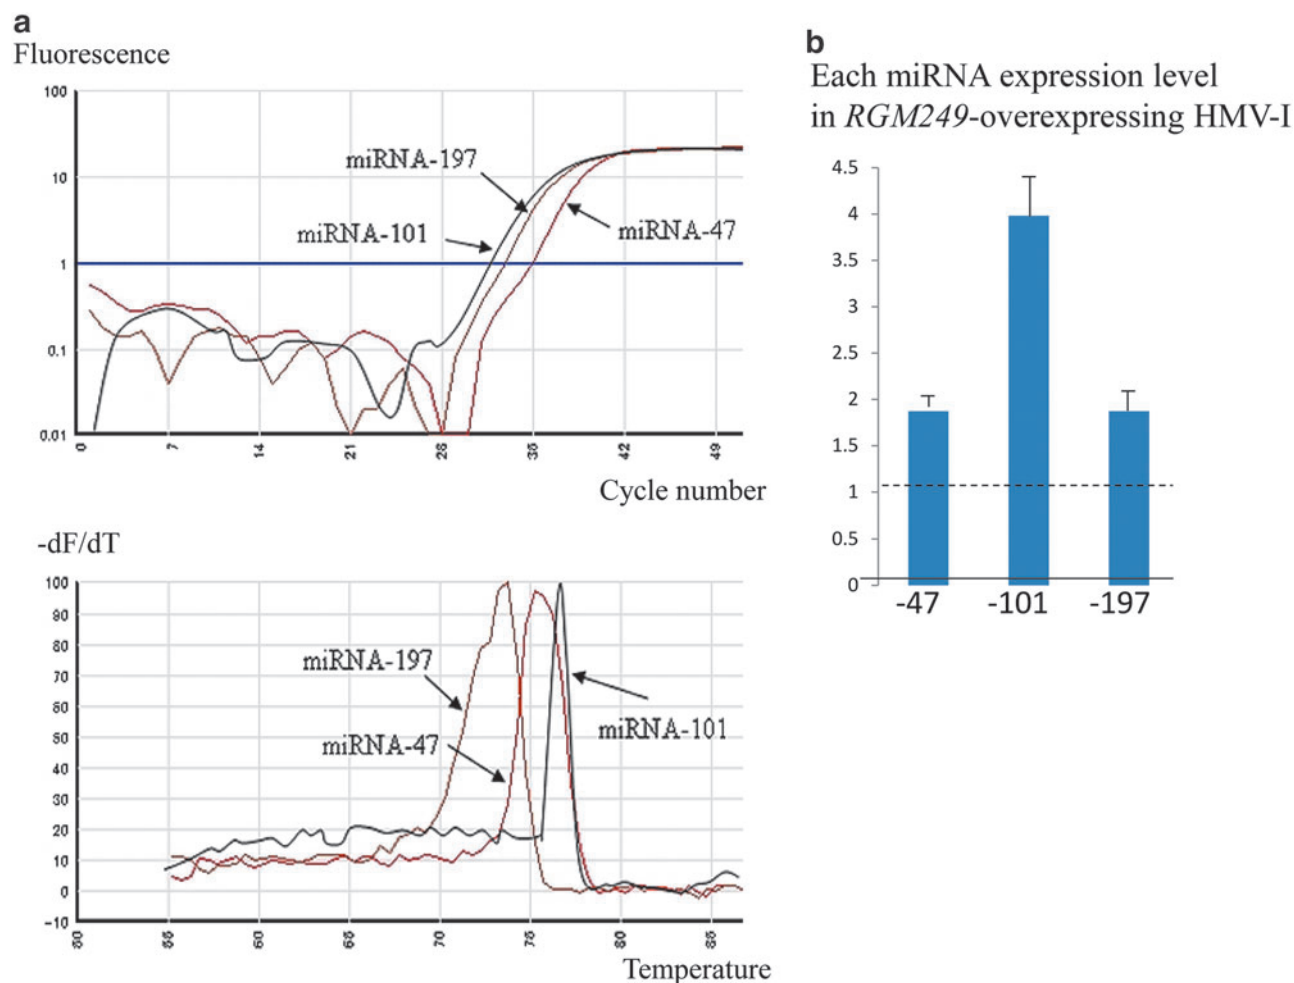 a
Fluorescence
100
10
1
0.1
0.01
miRNA-197
miRNA-101
miRNA-47
0 7 14 21 28 35 42 49
Cycle number
-dF/dT
100
90
80
70
60
50
40
30
20
10
0
-10
miRNA-197
miRNA-47
miRNA-101
50 55 60 65 70 75 80 85
Temperature
b
Each miRNA expression level
in RGM249-overexpressing HMV-I
4.5
4
3.5
3
2.5
2
1.5
1
0.5
0
-47 -101 -197